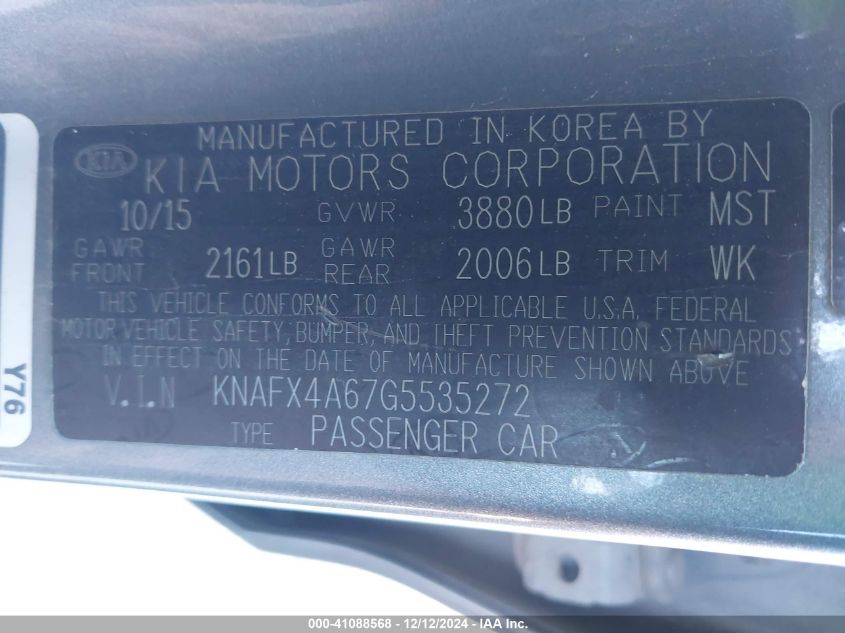 MANUFACTURED IN KOREA BY
KIA KIA MOTORS CORPORATION
10/15 GVWR 3880LB PAINT MST
GAWR FRONT 2161LB GAWR REAR 2006LB TRIM WK
THIS VEHICLE CONFORMS TO ALL APPLICABLE U.S.A. FEDERAL
MOTOR VEHICLE SAFETY, BUMPER, AND THEFT PREVENTION STANDARDS
IN EFFECT ON THE DATE OF MANUFACTURE SHOWN ABOVE
V.I.N KNAFX4A67G5535272
TYPE PASSENGER CAR
Y76
000-41088568 - 12/12/2024 - IAA Inc.